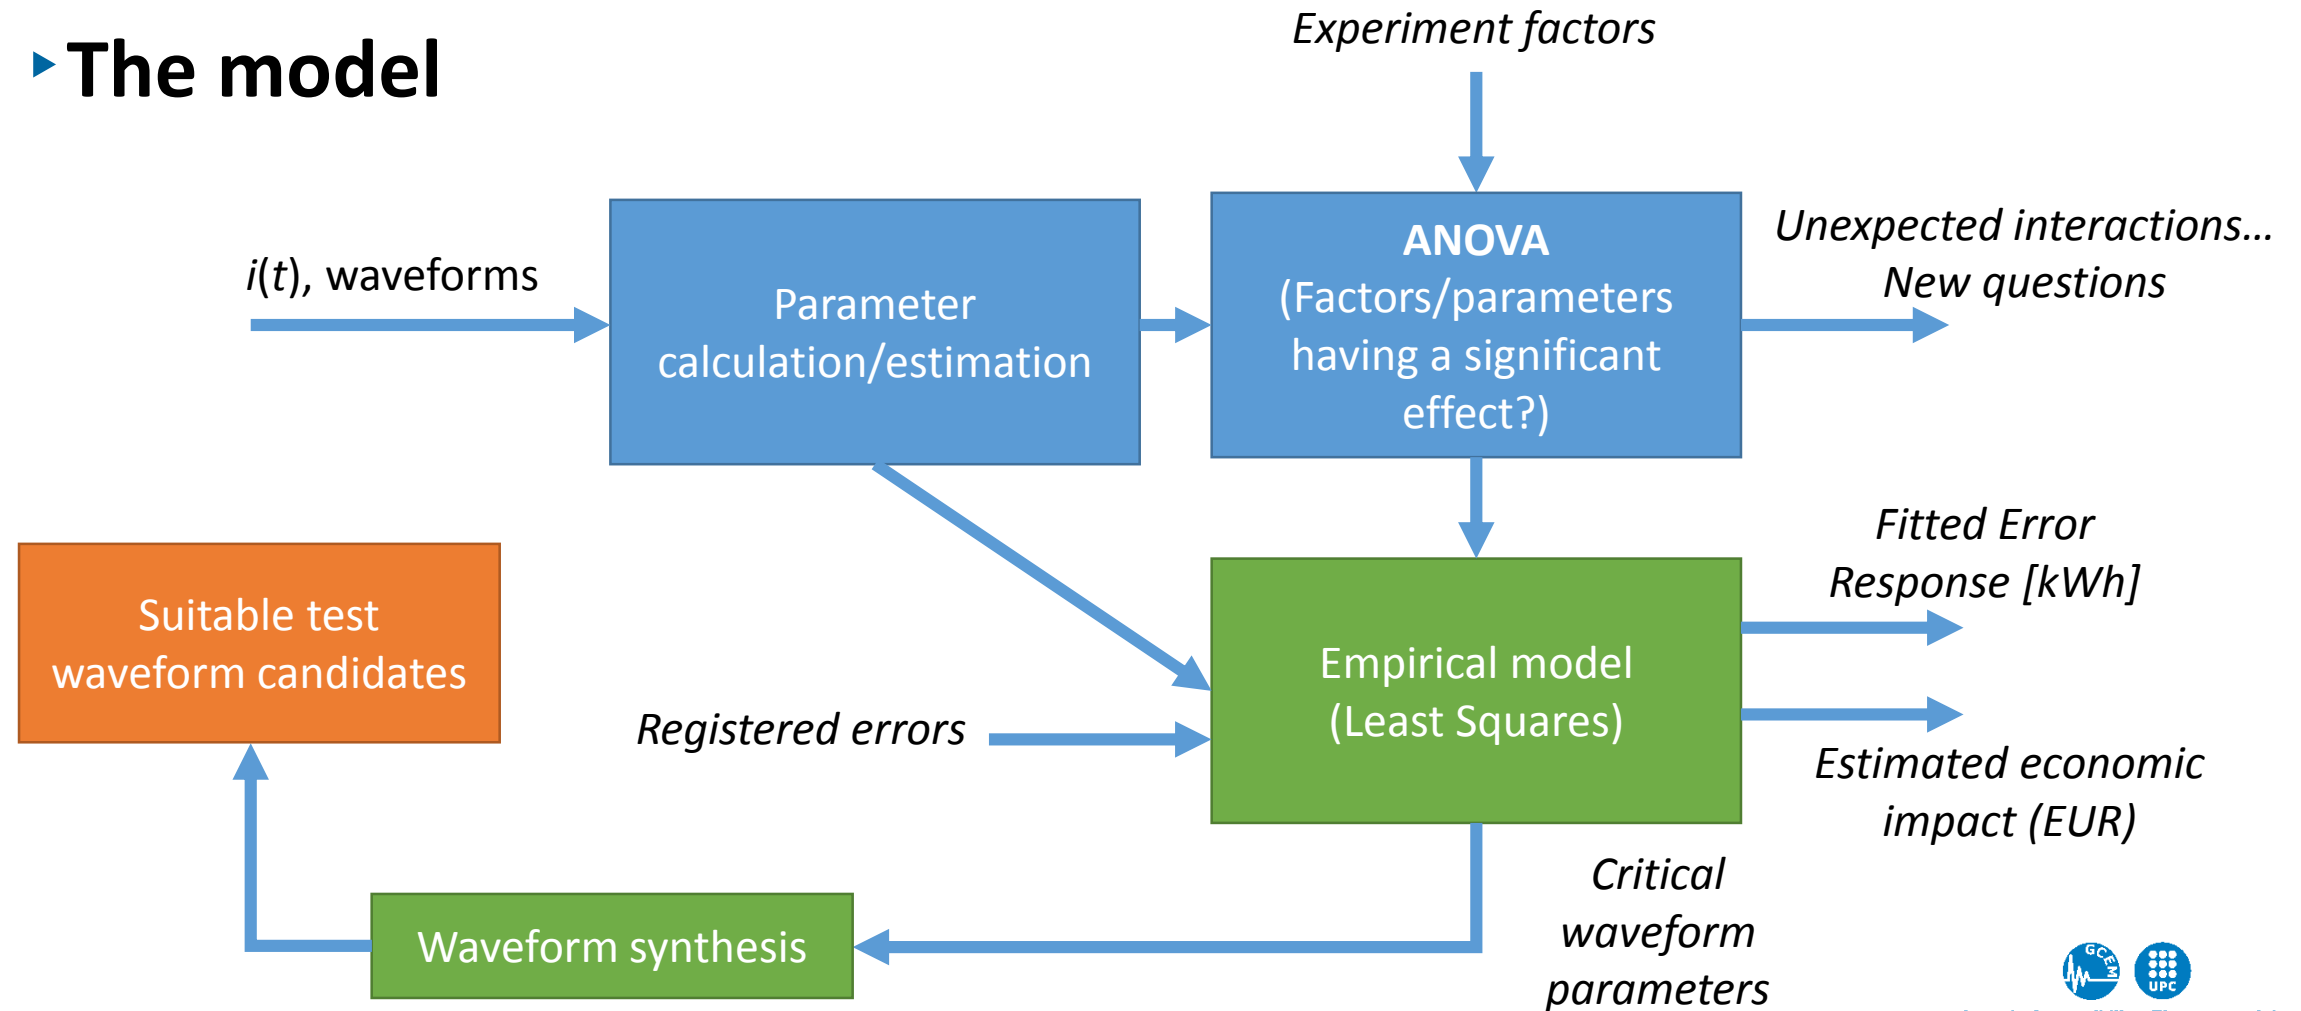 The model
Experiment factors
i(t), waveforms
Parameter
calculation/estimation
ANOVA
(Factors/parameters
having a significant
effect?)
Unexpected interactions…
New questions
Suitable test
waveform candidates
Registered errors
Empirical model
(Least Squares)
Fitted Error
Response [kWh]
Estimated economic
impact (EUR)
Waveform synthesis
Critical
waveform
parameters
GCEM
UPC